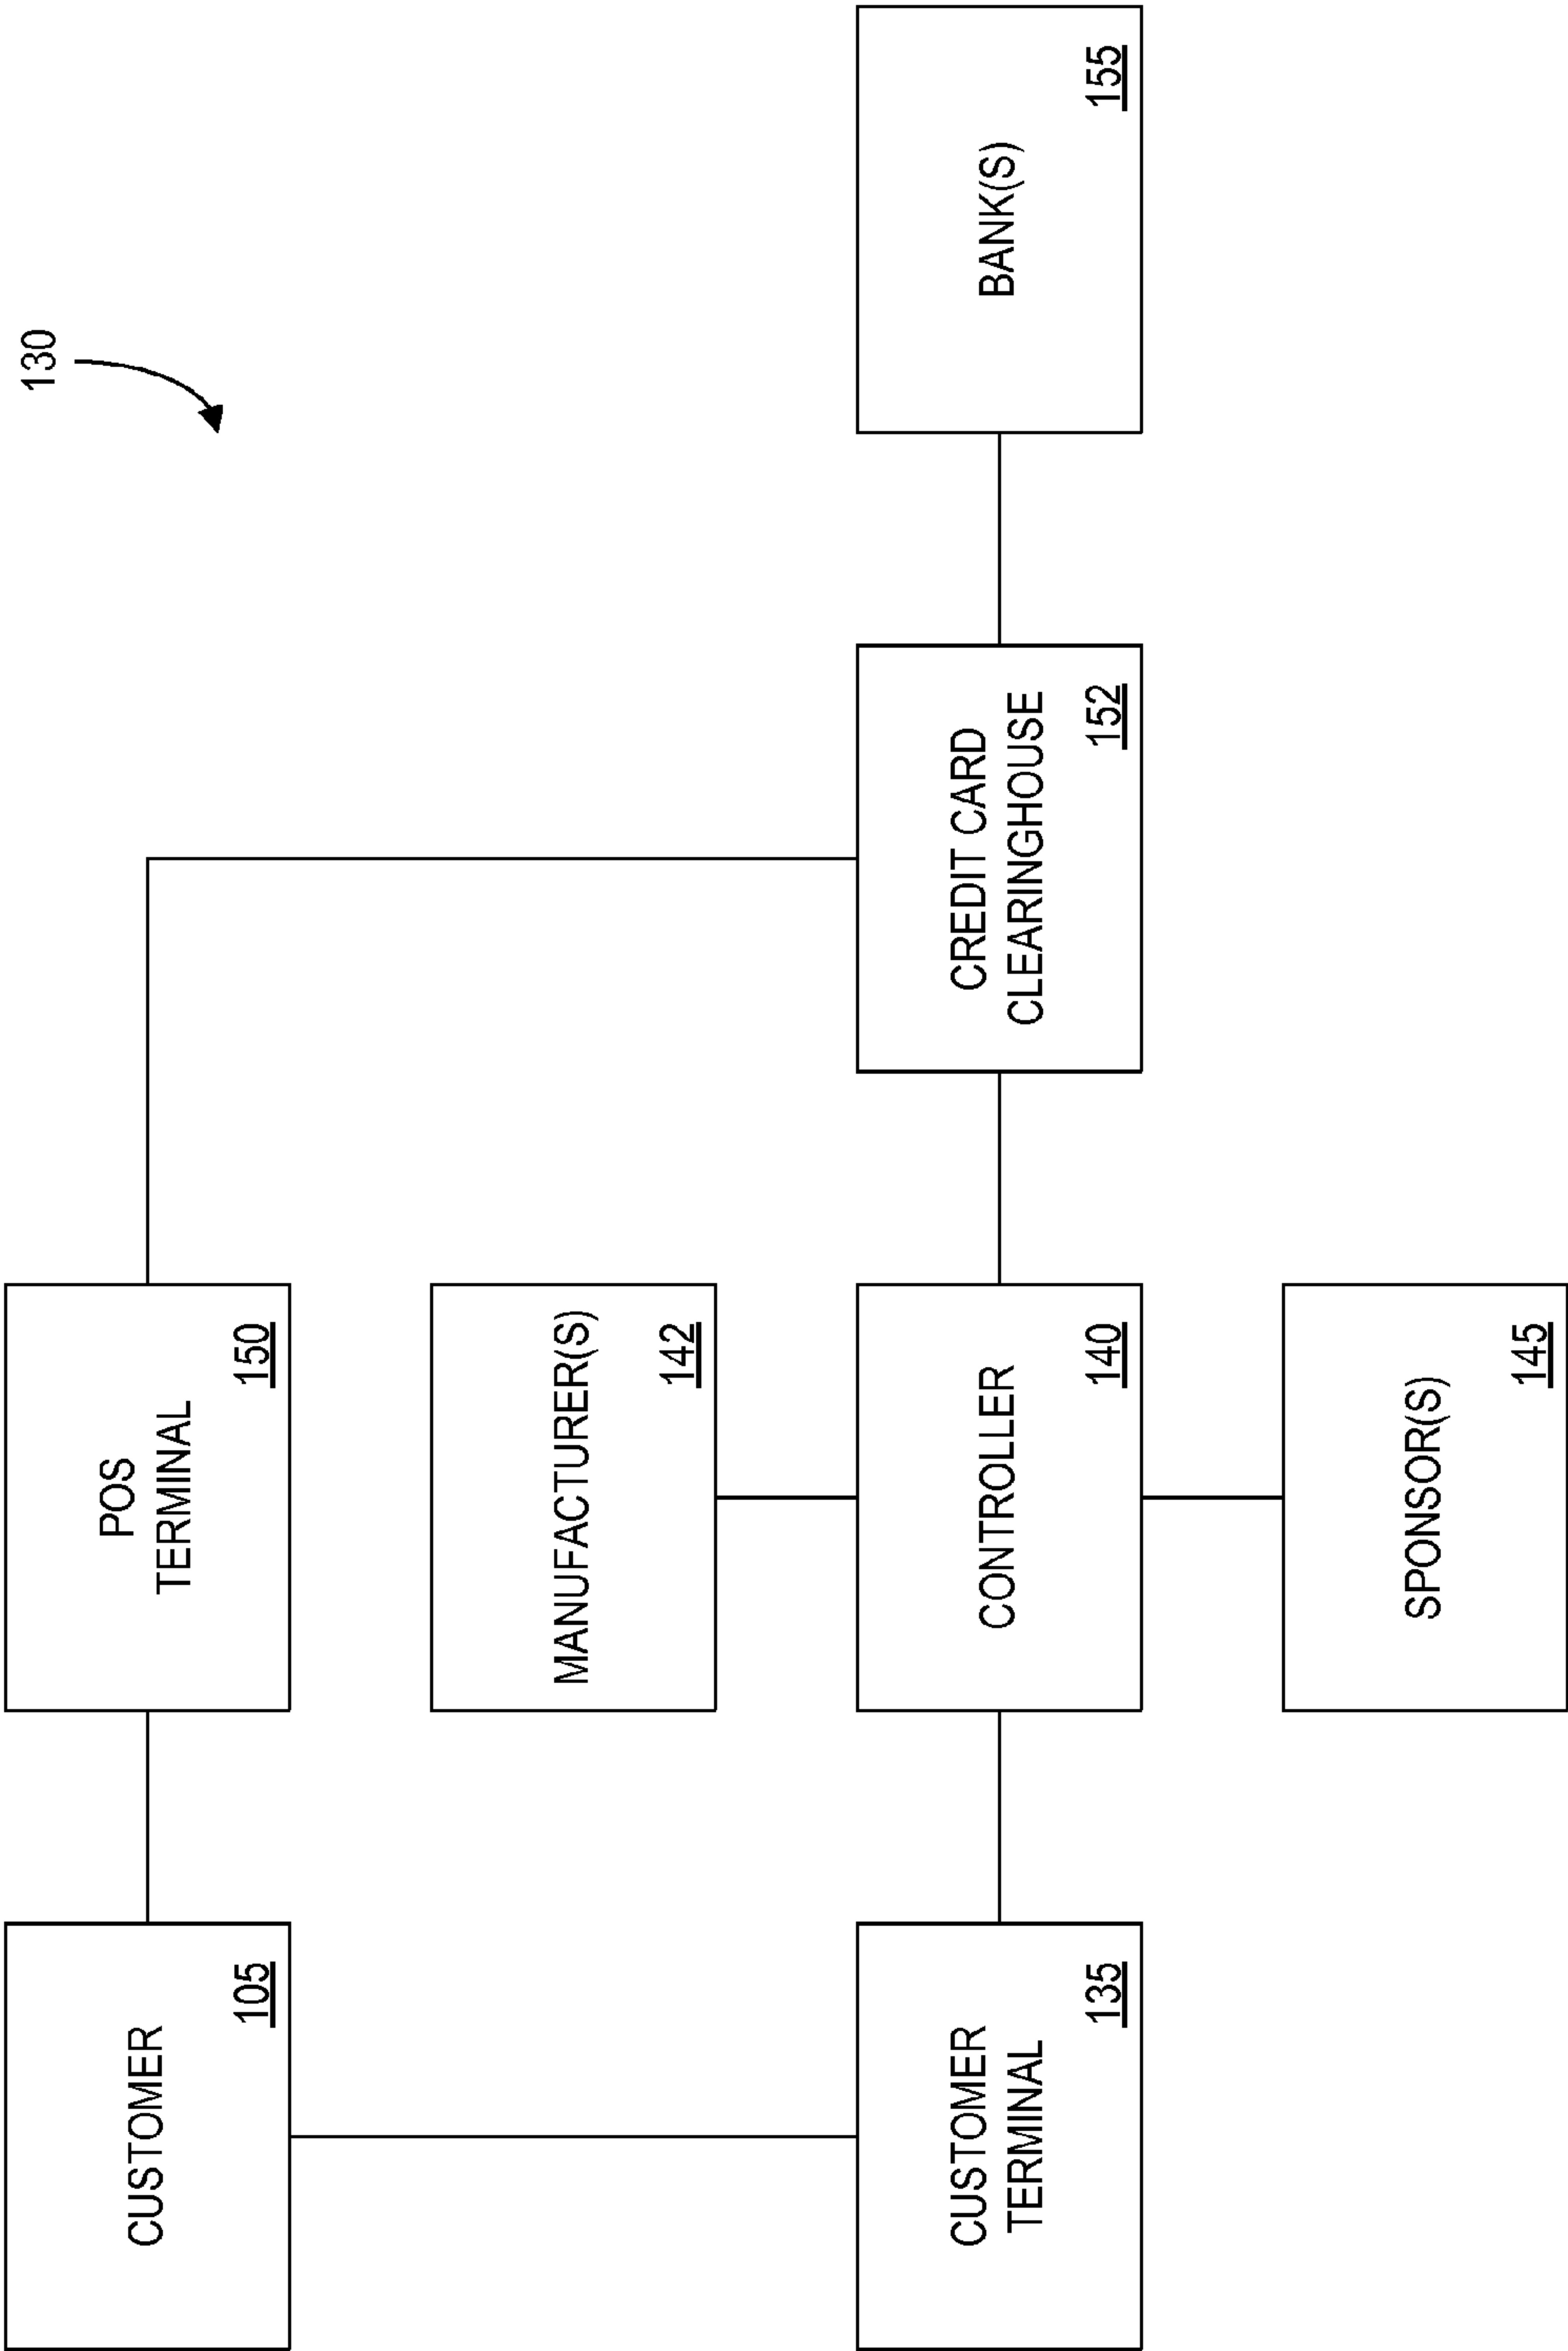 130
CUSTOMER
105
POS
TERMINAL
150
MANUFACTURER(S)
142
CUSTOMER
TERMINAL
135
CONTROLLER
140
CREDIT CARD
CLEARINGHOUSE
152
BANK(S)
155
SPONSOR(S)
145